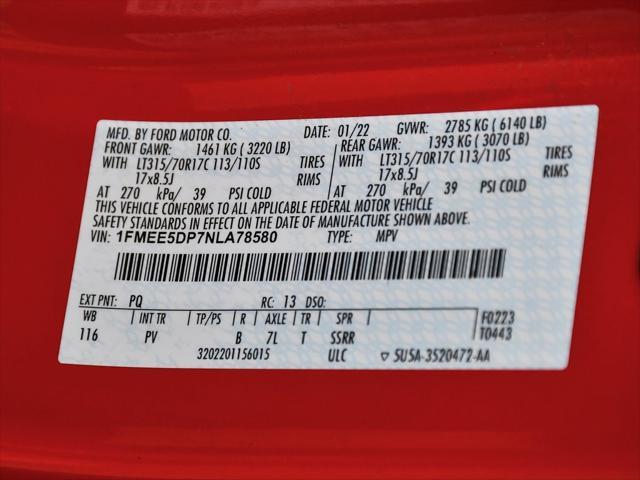 MFD. BY FORD MOTOR CO. DATE: 01/22 GVWR: 2785 KG ( 6140 LB)
FRONT GAWR: 1461 KG ( 3220 LB) REAR GAWR: 1393 KG ( 3070 LB)
WITH LT315/70R17C 113/110S TIRES WITH LT315/70R17C 113/110S TIRES
17x8.5J RIMS 17x8.5J RIMS
AT 270 kPa/ 39 PSI COLD AT 270 kPa/ 39 PSI COLD
THIS VEHICLE CONFORMS TO ALL APPLICABLE FEDERAL MOTOR VEHICLE
SAFETY STANDARDS IN EFFECT ON THE DATE OF MANUFACTURE SHOWN ABOVE.
VIN: 1FMEE5DP7NLA78580 TYPE: MPV
EXT PNT: PQ RC: 13 DSO:
WB INT TR TP/PS R AXLE TR SPR F0223
116 PV B 7L T SSRR T0443
3202201156015 ULC ▽ 5U5A-3520472-AA